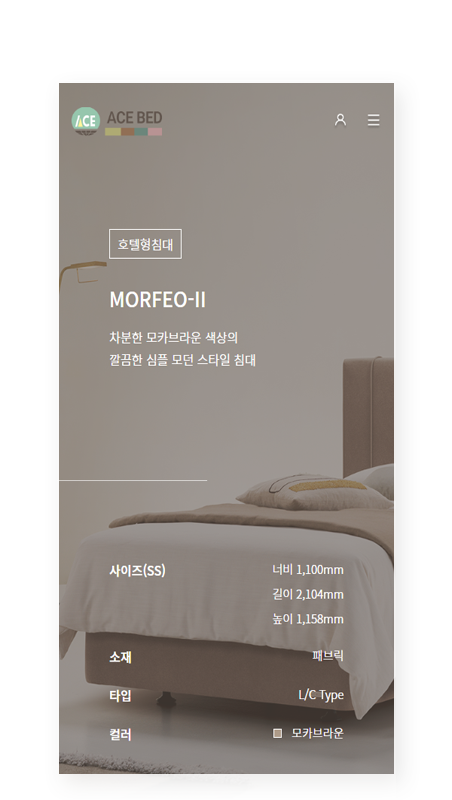 ACE
ACE BED
호텔형침대
MORFEO-II
차분한 모카브라운 색상의
깔끔한 심플 모던 스타일 침대
사이즈(SS) 너비 1,100mm
길이 2,104mm
높이 1,158mm
소재 패브릭
타입 L/C Type
컬러 모카브라운